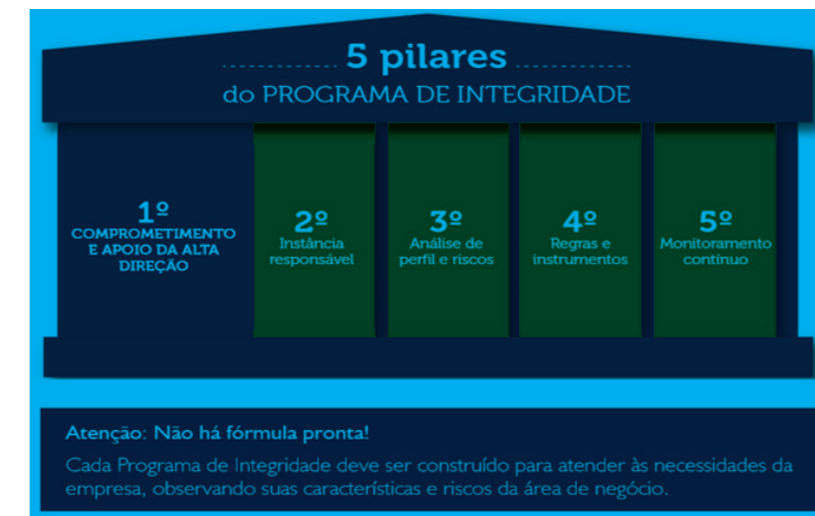 ............ 5 pilares ............
do PROGRAMA DE INTEGRIDADE
1º
COMPROMETIMENTO
E APOIO DA ALTA
DIREÇÃO
2º
Instância
responsável
3º
Análise de
perfil e riscos
4º
Regras e
instrumentos
5º
Monitoramento
contínuo
Atenção: Não há fórmula pronta!
Cada Programa de Integridade deve ser construído para atender às necessidades da
empresa, observando suas características e riscos da área de negócio.